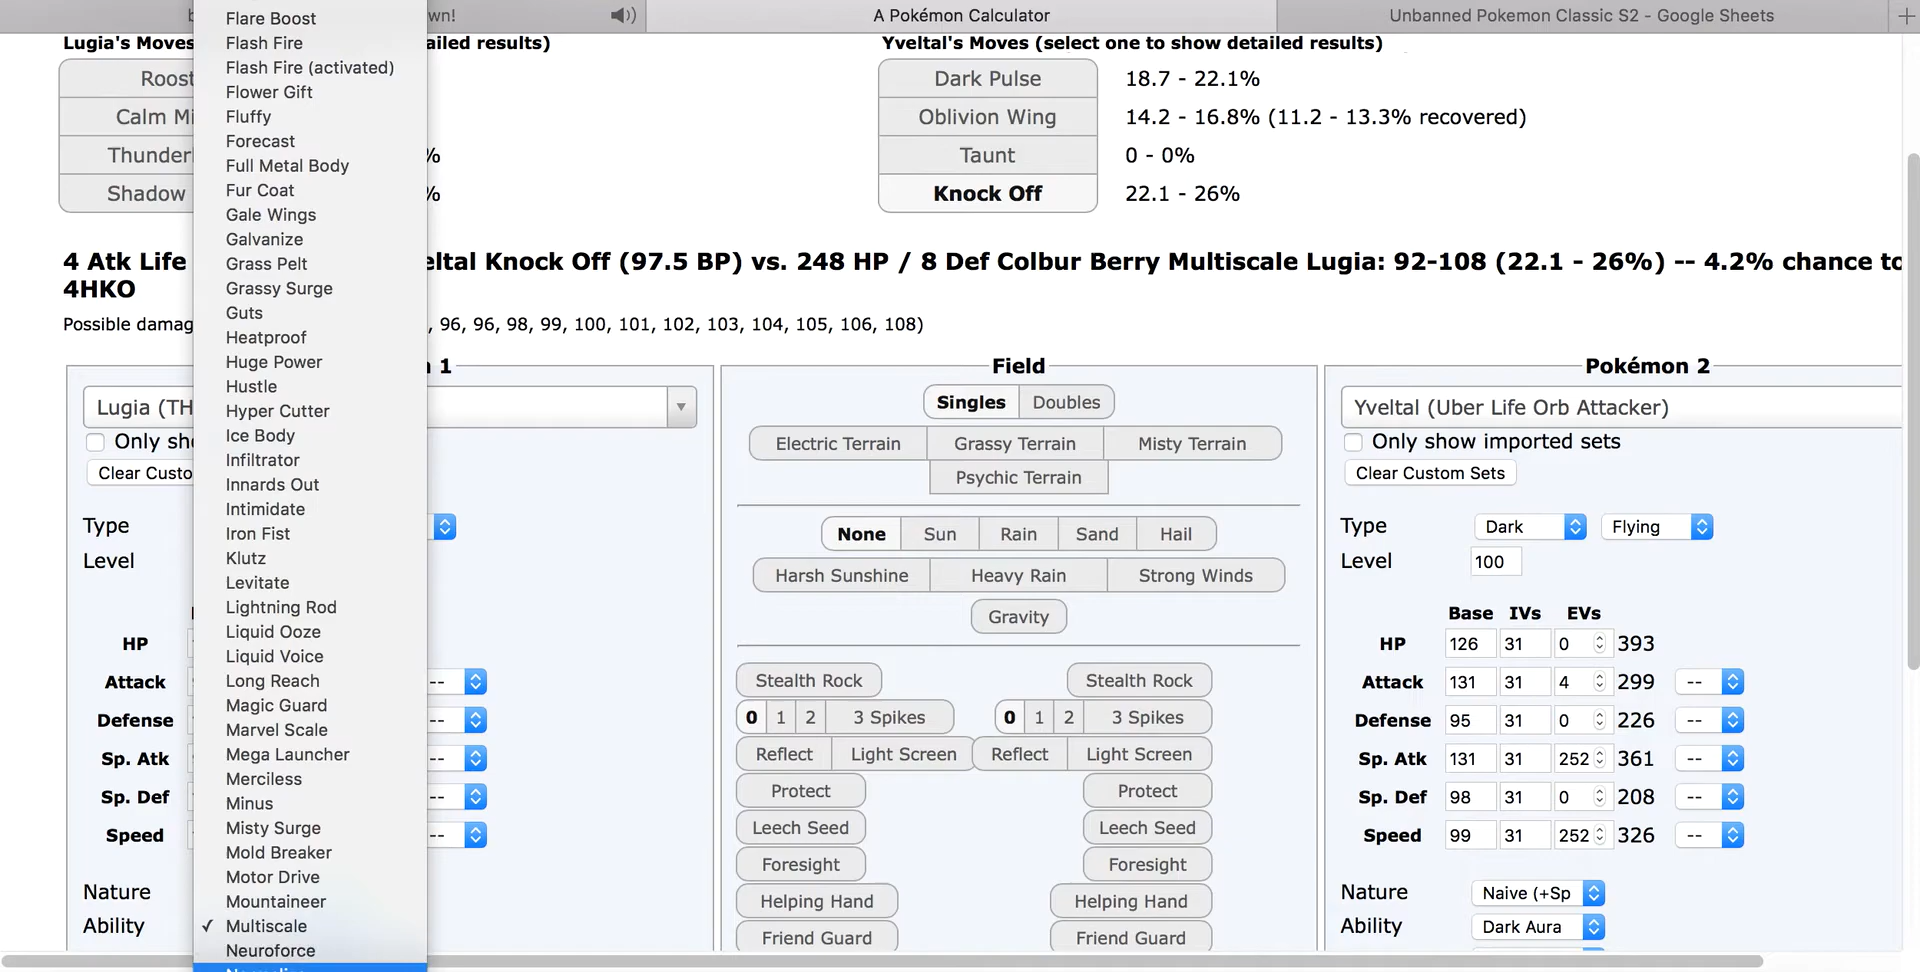 wn!
A Pokémon Calculator
Unbanned Pokemon Classic S2 - Google Sheets
Lugia's Moves
ailed results)
Roost
Calm Mi
Thunder
%
Shadow
%
Yveltal's Moves (select one to show detailed results)
Dark Pulse 18.7 - 22.1%
Oblivion Wing 14.2 - 16.8% (11.2 - 13.3% recovered)
Taunt 0 - 0%
Knock Off 22.1 - 26%
4 Atk Life
eltal Knock Off (97.5 BP) vs. 248 HP / 8 Def Colbur Berry Multiscale Lugia: 92-108 (22.1 - 26%) -- 4.2% chance to
4HKO
Possible damag
, 96, 96, 98, 99, 100, 101, 102, 103, 104, 105, 106, 108)
Flare Boost
Flash Fire
Flash Fire (activated)
Flower Gift
Fluffy
Forecast
Full Metal Body
Fur Coat
Gale Wings
Galvanize
Grass Pelt
Grassy Surge
Guts
Heatproof
Huge Power
Hustle
Hyper Cutter
Ice Body
Infiltrator
Innards Out
Intimidate
Iron Fist
Klutz
Levitate
Lightning Rod
Liquid Ooze
Liquid Voice
Long Reach
Magic Guard
Marvel Scale
Mega Launcher
Merciless
Minus
Misty Surge
Mold Breaker
Motor Drive
Mountaineer
✓ Multiscale
Neuroforce
1
Lugia (TH
Only sho
Clear Custo
Type
Level
HP
Attack --
Defense --
Sp. Atk --
Sp. Def --
Speed --
Nature
Ability
Field
Singles Doubles
Electric Terrain Grassy Terrain Misty Terrain
Psychic Terrain
None Sun Rain Sand Hail
Harsh Sunshine Heavy Rain Strong Winds
Gravity
Stealth Rock Stealth Rock
0 1 2 3 Spikes 0 1 2 3 Spikes
Reflect Light Screen Reflect Light Screen
Protect Protect
Leech Seed Leech Seed
Foresight Foresight
Helping Hand Helping Hand
Friend Guard Friend Guard
Pokémon 2
Yveltal (Uber Life Orb Attacker)
Only show imported sets
Clear Custom Sets
Type Dark Flying
Level 100
Base IVs EVs
HP 126 31 0 393
Attack 131 31 4 299 --
Defense 95 31 0 226 --
Sp. Atk 131 31 252 361 --
Sp. Def 98 31 0 208 --
Speed 99 31 252 326 --
Nature Naive (+Sp
Ability Dark Aura